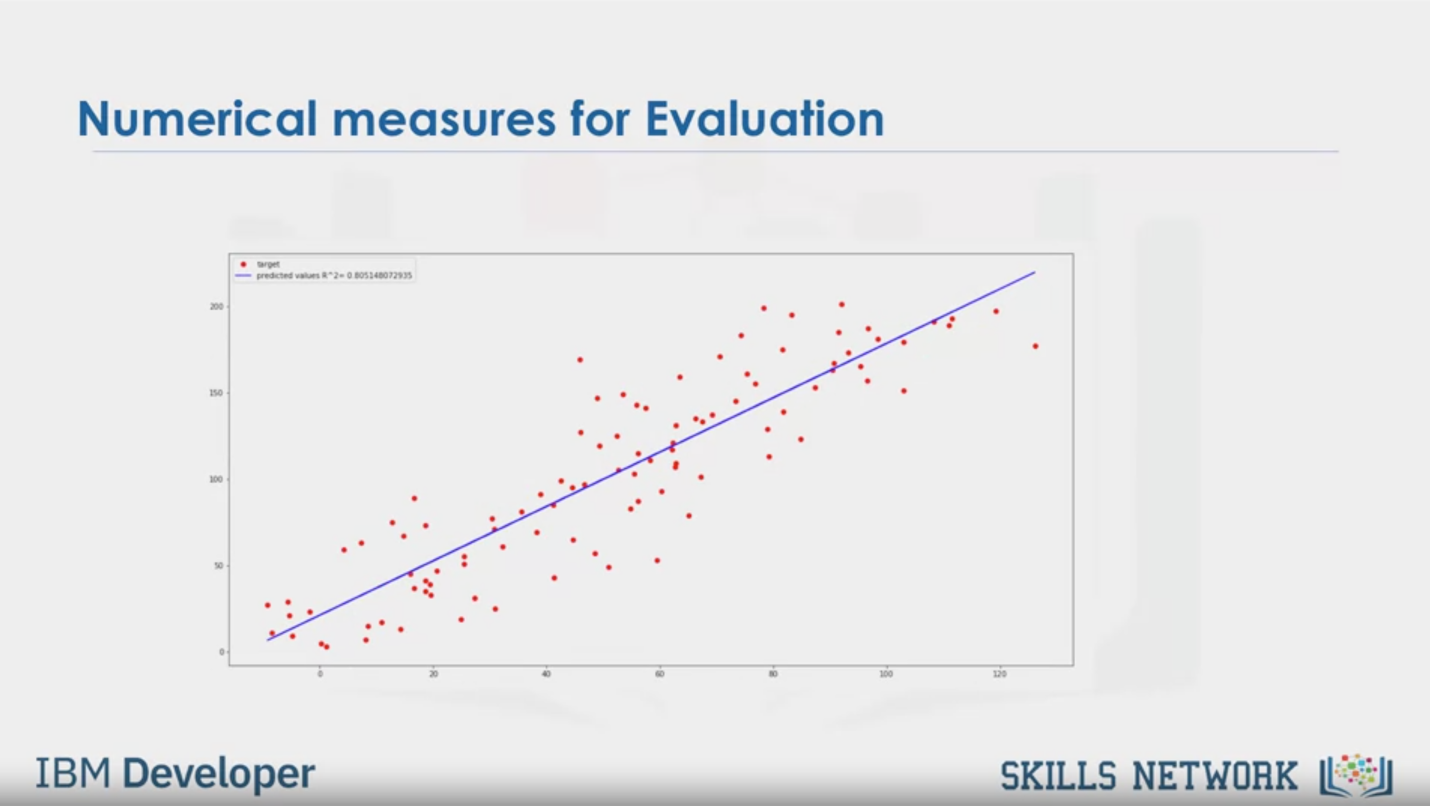 Numerical measures for Evaluation
target
predicted values R^2= 0.805148072935
200
150
100
50
0
0 20 40 60 80 100 120
IBM Developer
SKILLS NETWORK